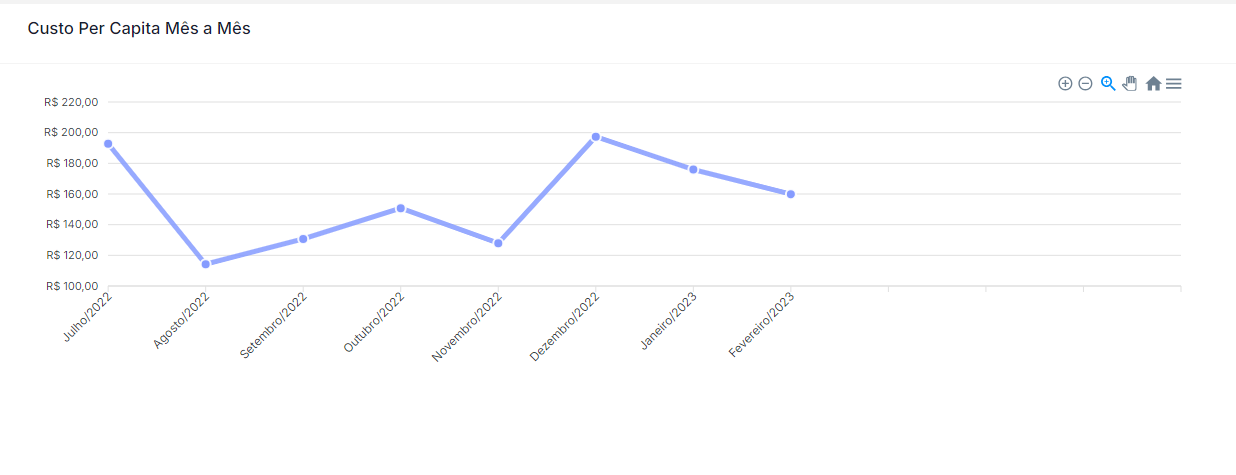 Custo Per Capita Mês a Mês
R$ 220,00
R$ 200,00
R$ 180,00
R$ 160,00
R$ 140,00
R$ 120,00
R$ 100,00
Julho/2022
Agosto/2022
Setembro/2022
Outubro/2022
Novembro/2022
Dezembro/2022
Janeiro/2023
Fevereiro/2023